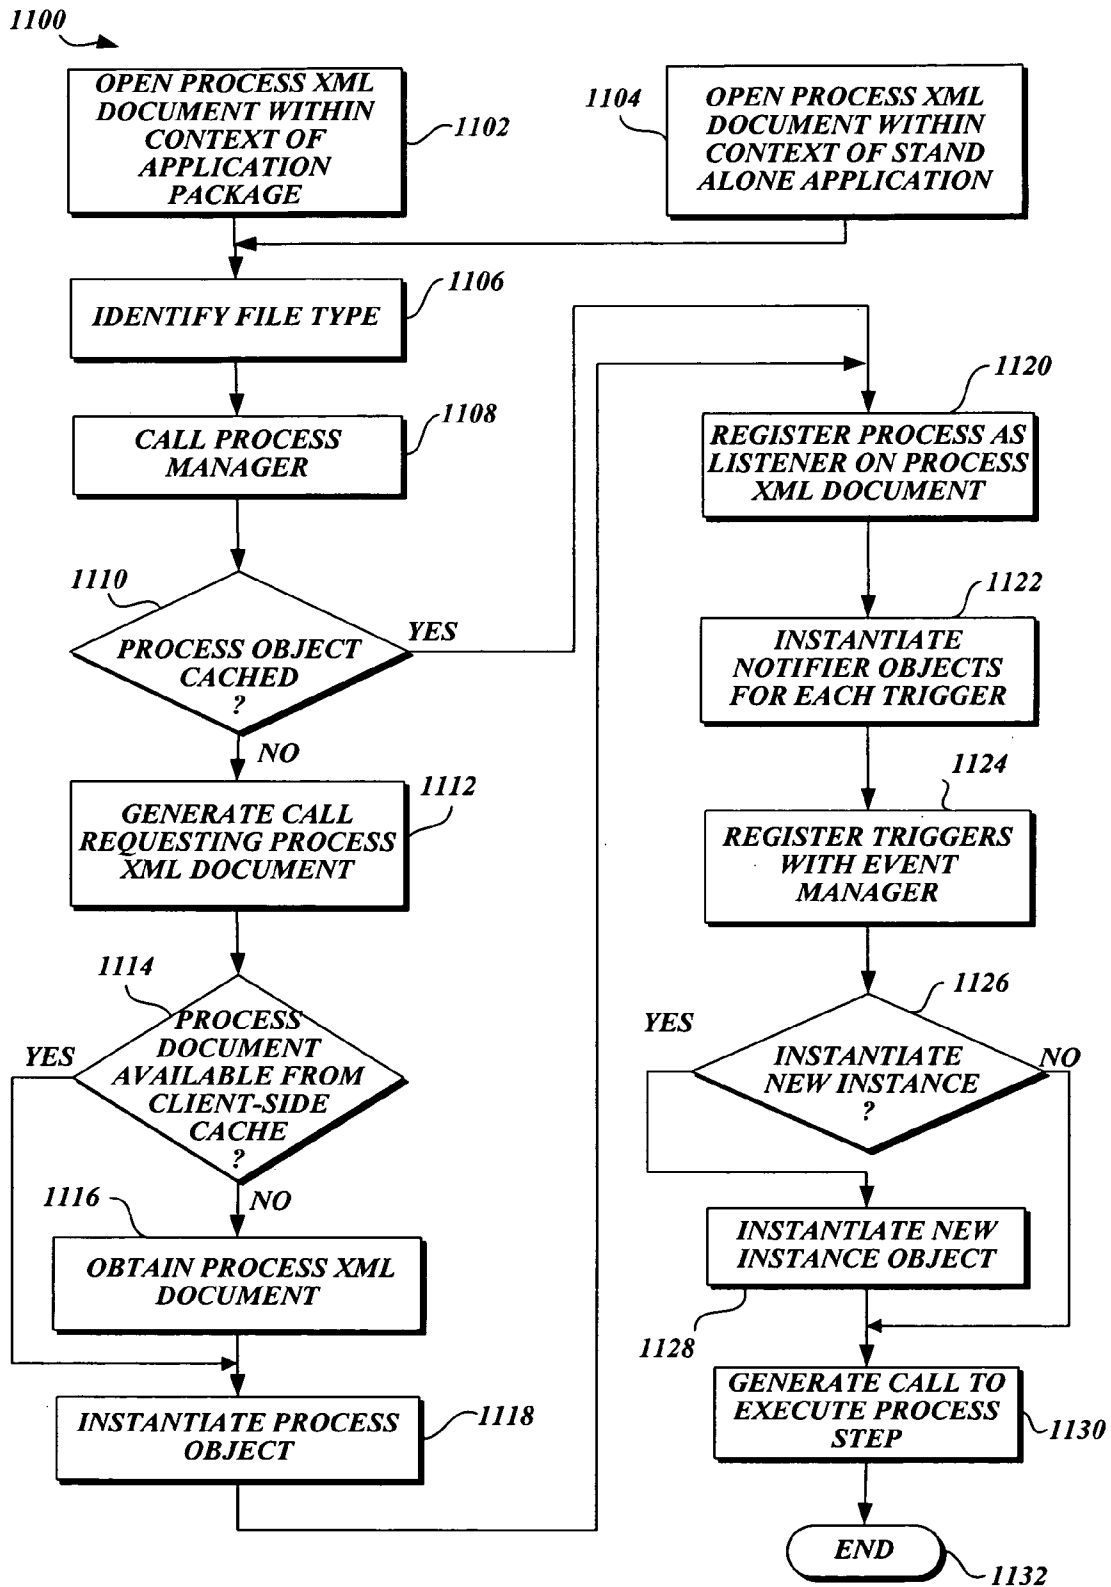 1100
OPEN PROCESS XML
DOCUMENT WITHIN
CONTEXT OF
APPLICATION
PACKAGE
1102
1104
OPEN PROCESS XML
DOCUMENT WITHIN
CONTEXT OF STAND
ALONE APPLICATION
IDENTIFY FILE TYPE
1106
CALL PROCESS
MANAGER
1108
1110
PROCESS OBJECT
CACHED
?
YES
NO
GENERATE CALL
REQUESTING PROCESS
XML DOCUMENT
1112
1114
PROCESS
DOCUMENT
AVAILABLE FROM
CLIENT-SIDE
CACHE
?
YES
NO
1116
OBTAIN PROCESS XML
DOCUMENT
INSTANTIATE PROCESS
OBJECT
1118
1120
REGISTER PROCESS AS
LISTENER ON PROCESS
XML DOCUMENT
1122
INSTANTIATE
NOTIFIER OBJECTS
FOR EACH TRIGGER
1124
REGISTER TRIGGERS
WITH EVENT
MANAGER
1126
YES
INSTANTIATE
NEW INSTANCE
?
NO
INSTANTIATE NEW
INSTANCE OBJECT
1128
GENERATE CALL TO
EXECUTE PROCESS
STEP
1130
END
1132